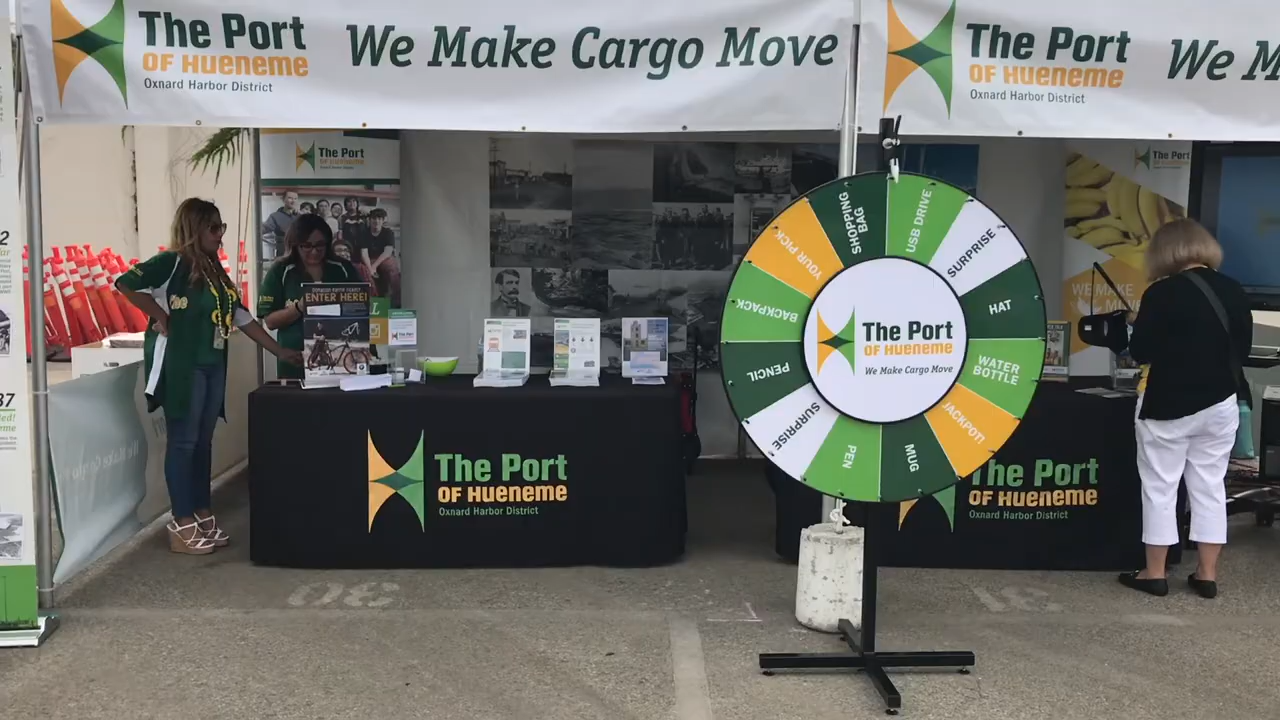 The Port
OF HUENEME
Oxnard Harbor District
We Make Cargo Move
The Port
OF HUENEME
Oxnard Harbor District
We M
The Port
OF HUENEME
The Port
ENTER HERE!
USB DRIVE
SURPRISE
HAT
WATER
BOTTLE
JACKPOT!
MUG
PEN
SURPRISE
PENCIL
BACKPACK
YOUR PICK
SHOPPING
BAG
The Port
OF HUENEME
We Make Cargo Move
WE MAKE
The Port
OF HUENEME
Oxnard Harbor District
The Port
OF HUENEME
Oxnard Harbor District
37
30